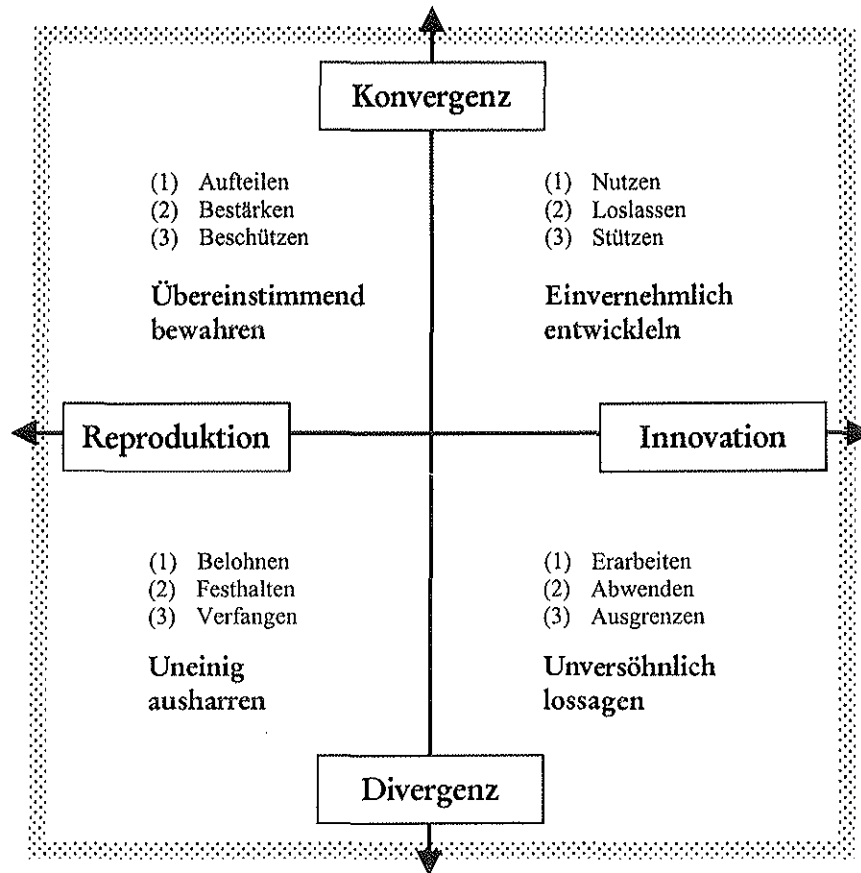 Konvergenz
(1) Aufteilen
(2) Bestärken
(3) Beschützen
Übereinstimmend
bewahren
(1) Nutzen
(2) Loslassen
(3) Stützen
Einvernehmlich
entwickleln
Reproduktion
Innovation
(1) Belohnen
(2) Festhalten
(3) Verfangen
Uneinig
ausharren
(1) Erarbeiten
(2) Abwenden
(3) Ausgrenzen
Unversöhnlich
lossagen
Divergenz